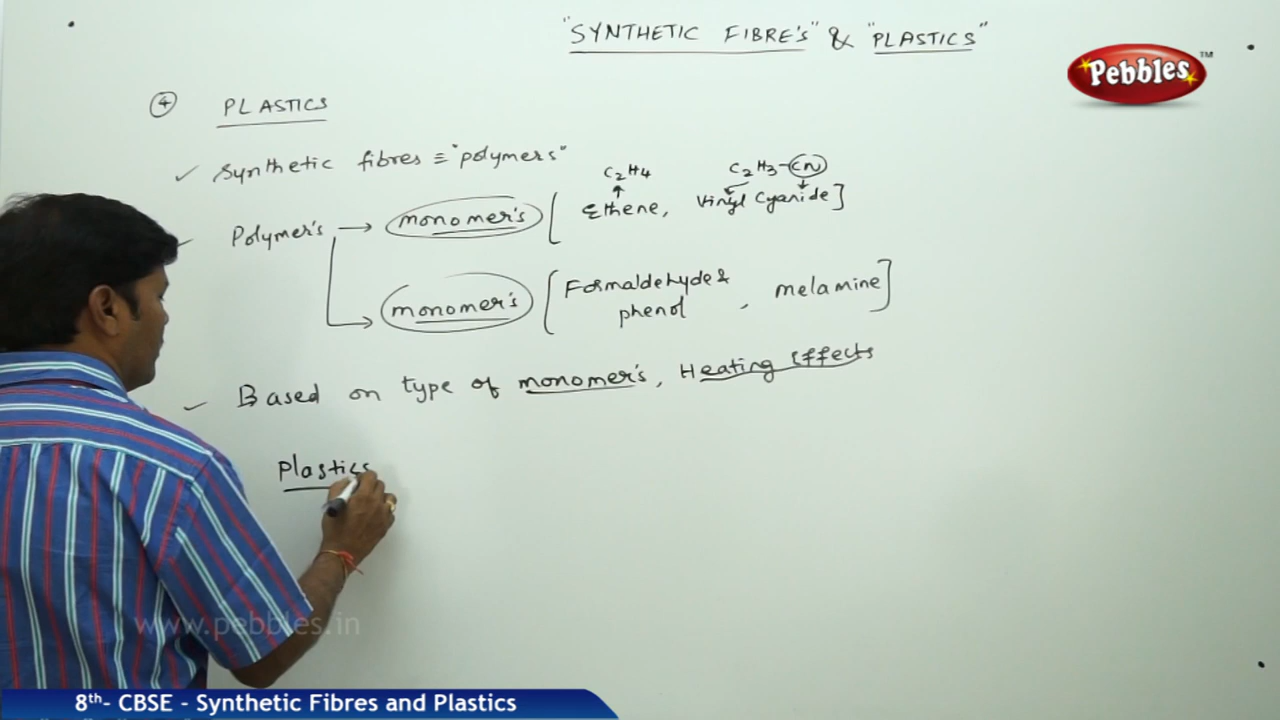 "SYNTHETIC FIBRE'S" & "PLASTICS"
Pebbles™
④ PLASTICS
✓ Synthetic fibres ≡ "polymers"
C2H4 C2H3-CN
Polymer's → monomer's [ Ethene, Vinyl Cyanide ]
monomer's [ Formaldehyde &
phenol , melamine ]
✓ Based on type of monomer's, Heating Effects
Plastics
www.pebbles.in
8th- CBSE - Synthetic Fibres and Plastics